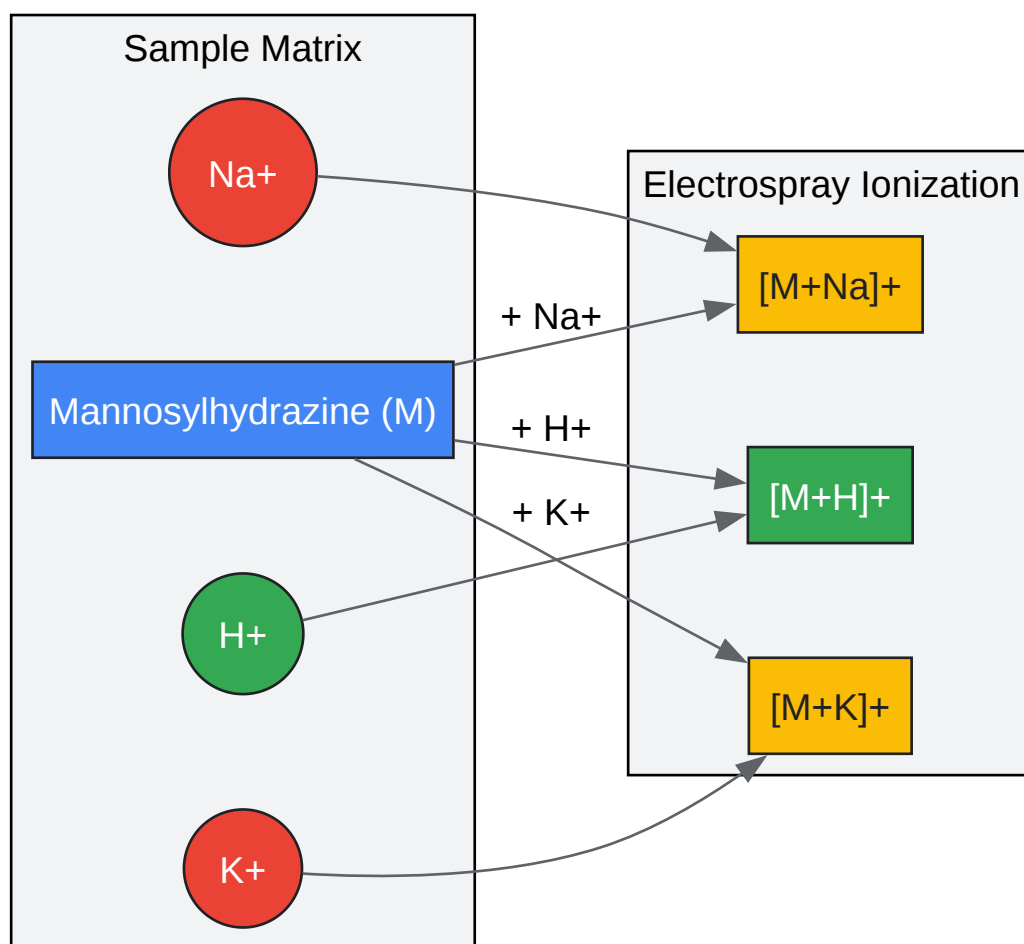 Sample Matrix
Na+
Mannosylhydrazine (M)
H+
K+
+ Na+
+ H+
+ K+
Electrospray Ionization
[M+Na]+
[M+H]+
[M+K]+